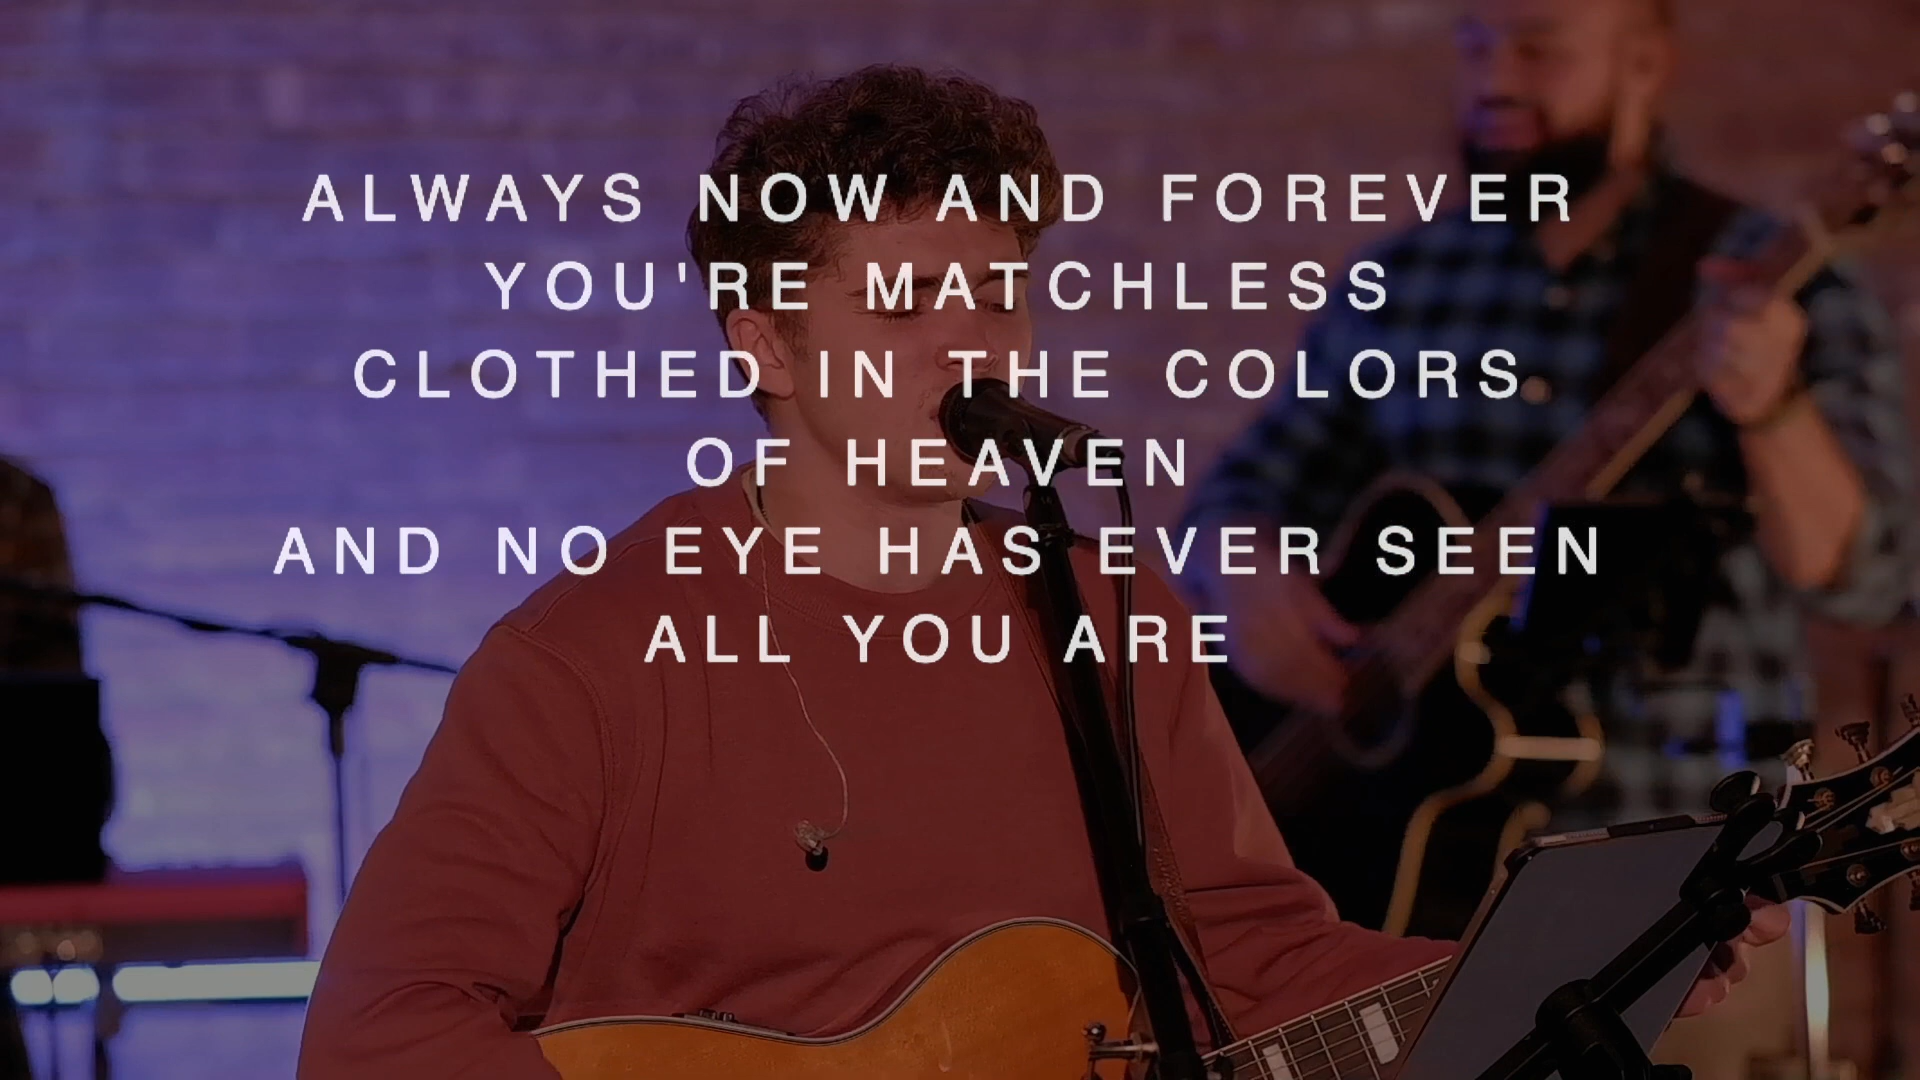 ALWAYS NOW AND FOREVER
YOU'RE MATCHLESS
CLOTHED IN THE COLORS
OF HEAVEN
AND NO EYE HAS EVER SEEN
ALL YOU ARE